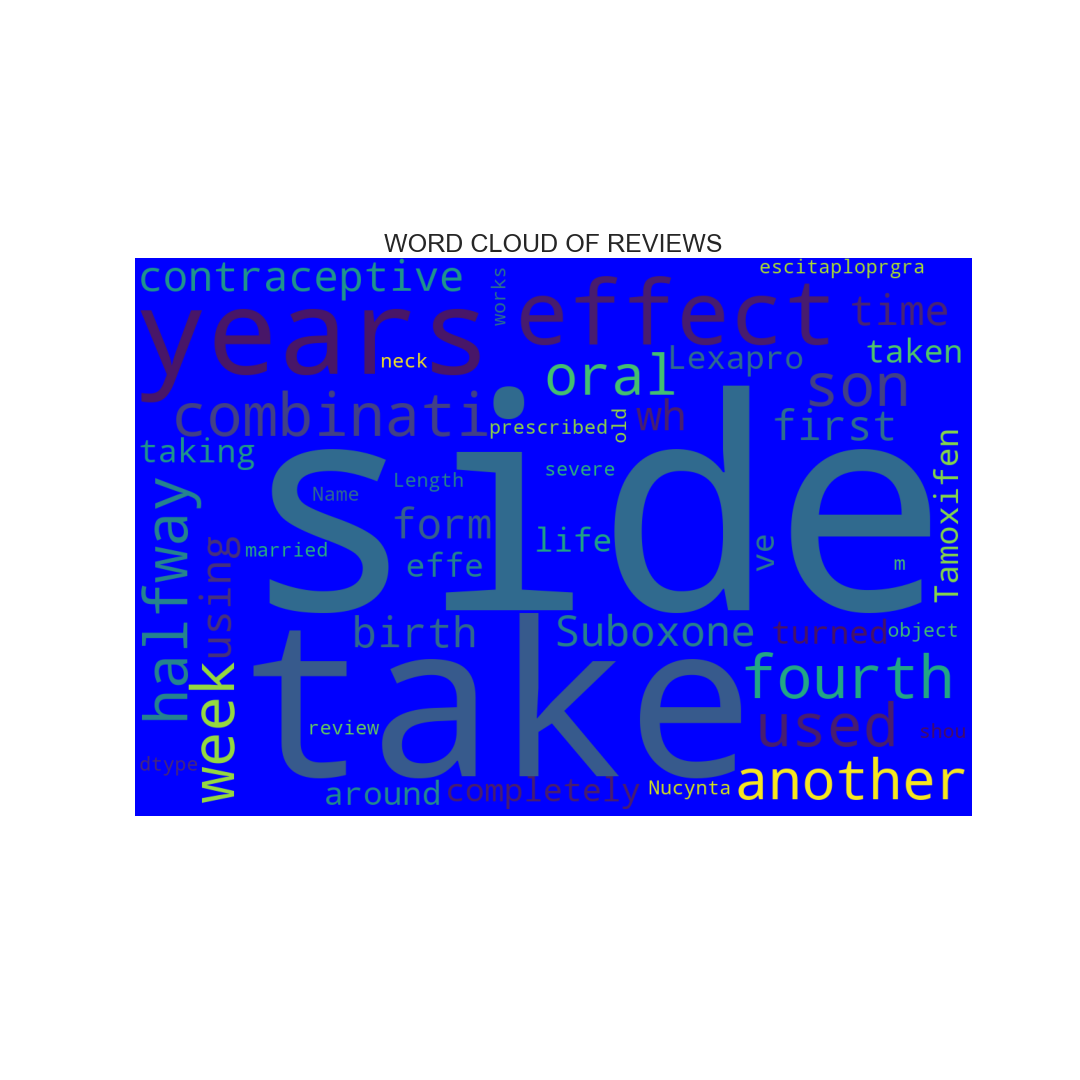 WORD CLOUD OF REVIEWS
contraceptive
works
escitaploprgra
years
effect
time
neck
oral
Lexapro
taken
combinati
son
prescribed
old
wh
first
taking
side
severe
Name
Length
Tamoxifen
halfway
using
married
form
effe
life
ve
m
birth
Suboxone
turned
object
week
take
fourth
review
used
shou
dtype
around
completely
Nucynta
another